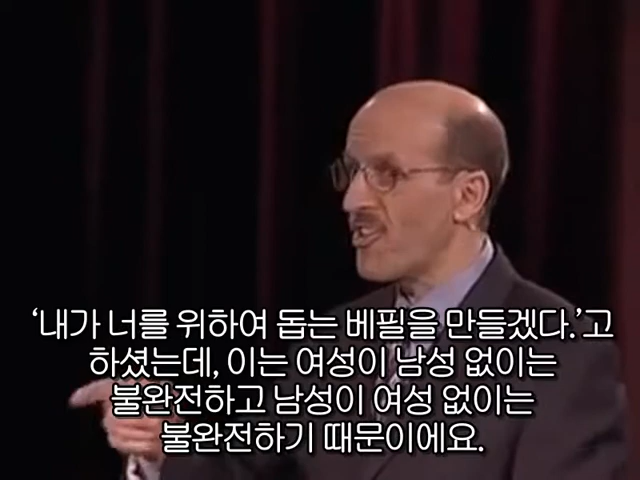 ‘내가 너를 위하여 돕는 베필을 만들겠다.’고
하셨는데, 이는 여성이 남성 없이는
불완전하고 남성이 여성 없이는
불완전하기 때문이에요.